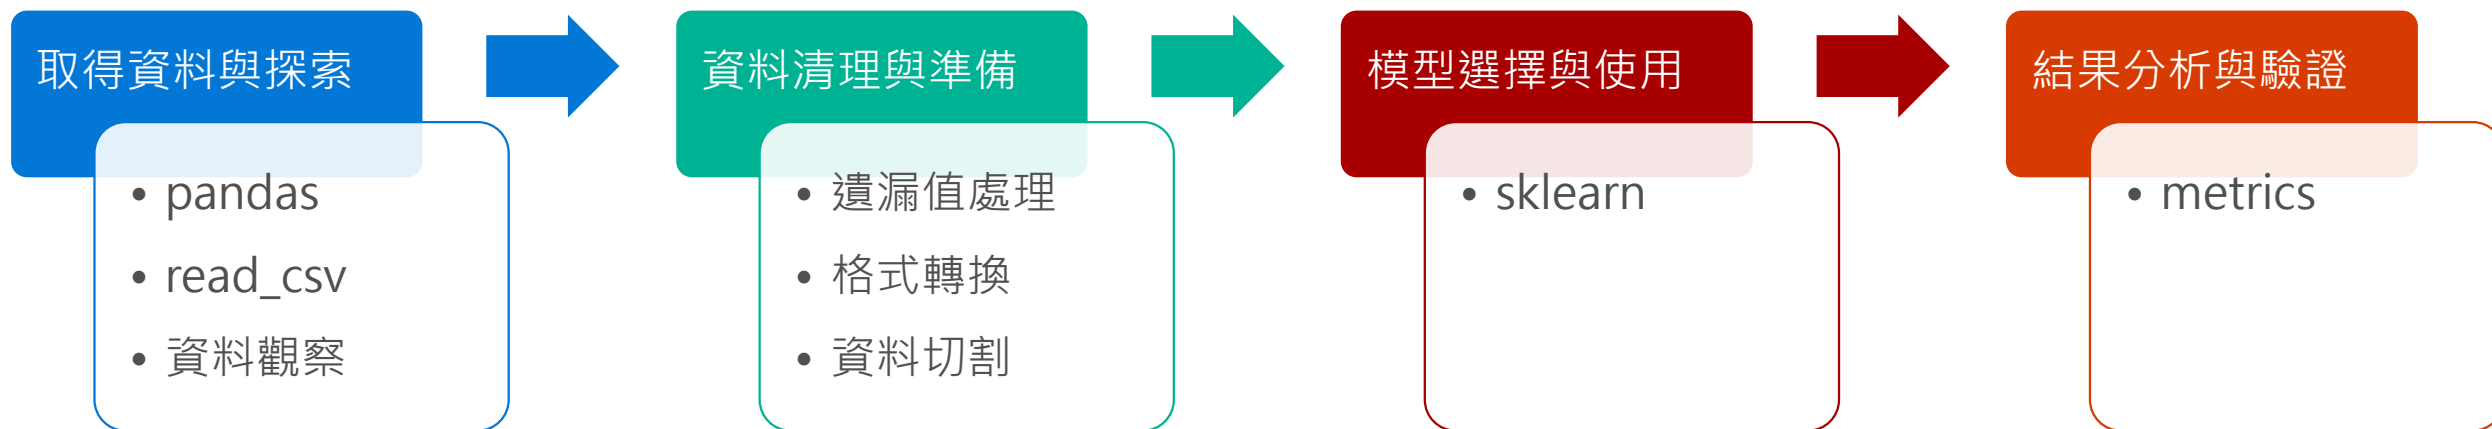 取得資料與探索
• pandas
• read_csv
• 資料觀察
資料清理與準備
• 遺漏值處理
• 格式轉換
• 資料切割
模型選擇與使用
• sklearn
結果分析與驗證
• metrics